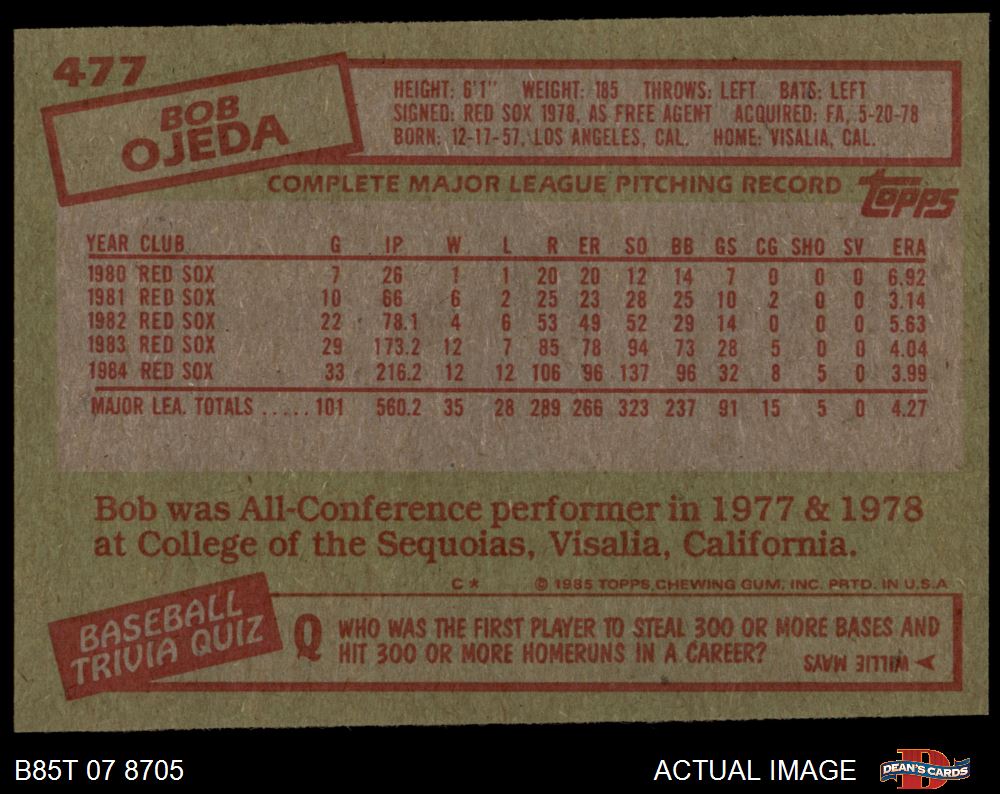 477
BOB
OJEDA
HEIGHT: 6'1" WEIGHT: 185 THROWS: LEFT BATS: LEFT
SIGNED: RED SOX 1978, AS FREE AGENT ACQUIRED: FA, 5-20-78
BORN: 12-17-57, LOS ANGELES, CAL. HOME: VISALIA, CAL.
COMPLETE MAJOR LEAGUE PITCHING RECORD topps
YEAR CLUB G IP W L R ER SO BB GS CG SHO SV ERA
1980 RED SOX 7 26 1 1 20 20 12 14 7 0 0 0 6.92
1981 RED SOX 10 66 6 2 25 23 28 25 10 2 0 0 3.14
1982 RED SOX 22 78.1 4 6 53 49 52 29 14 0 0 0 5.63
1983 RED SOX 29 173.2 12 7 85 78 94 73 28 5 0 0 4.04
1984 RED SOX 33 216.2 12 12 106 96 137 96 32 8 5 0 3.99
MAJOR LEA. TOTALS ..... 101 560.2 35 28 289 266 323 237 91 15 5 0 4.27
Bob was All-Conference performer in 1977 & 1978
at College of the Sequoias, Visalia, California.
C* © 1985 TOPPS CHEWING GUM, INC. PRTD. IN U.S.A
BASEBALL
TRIVIA QUIZ
Q WHO WAS THE FIRST PLAYER TO STEAL 300 OR MORE BASES AND
HIT 300 OR MORE HOMERUNS IN A CAREER?
WILLIE MAYS
B85T 07 8705 ACTUAL IMAGE DEAN'S CARDS